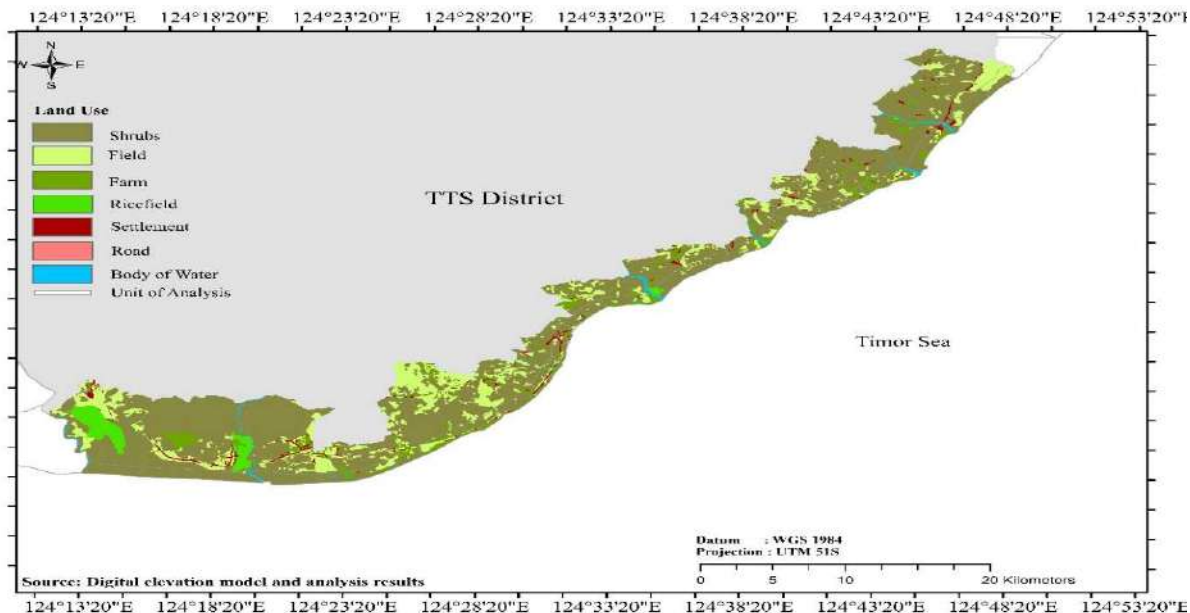 124°13'20"E 124°18'20"E 124°23'20"E 124°28'20"E 124°33'20"E 124°38'20"E 124°43'20"E 124°48'20"E 124°53'20"E
N
W E
S
Land Use
Shrubs
Field
Farm
Ricefield
Settlement
Road
Body of Water
Unit of Analysis
TTS District
Timor Sea
Datum : WGS 1984
Projection : UTM 51S
0 5 10 20 Kilometers
Source: Digital elevation model and analysis results
124°13'20"E 124°18'20"E 124°23'20"E 124°28'20"E 124°33'20"E 124°38'20"E 124°43'20"E 124°48'20"E 124°53'20"E